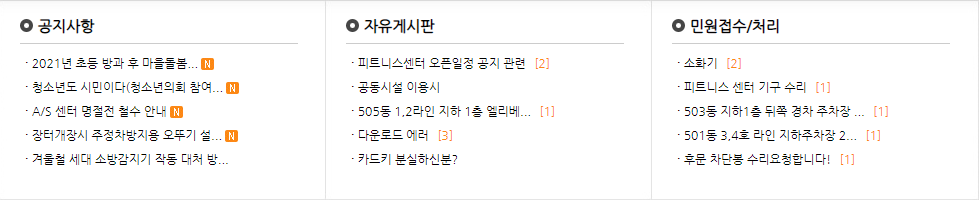 공지사항
· 2021년 초등 방과 후 마을돌봄... N
· 청소년도 시민이다(청소년의회 참여... N
· A/S 센터 명절전 철수 안내 N
· 장터개장시 주정차방지용 오뚜기 설... N
· 겨울철 세대 소방감지기 작동 대처 방...
자유게시판
· 피트니스센터 오픈일정 공지 관련 [2]
· 공동시설 이용시
· 505동 1,2라인 지하 1층 엘리베... [1]
· 다운로드 에러 [3]
· 카드키 분실하신분?
민원접수/처리
· 소화기 [2]
· 피트니스 센터 기구 수리 [1]
· 503동 지하1층 뒤쪽 경차 주차장 ... [1]
· 501동 3,4호 라인 지하주차장 2... [1]
· 후문 차단봉 수리요청합니다! [1]